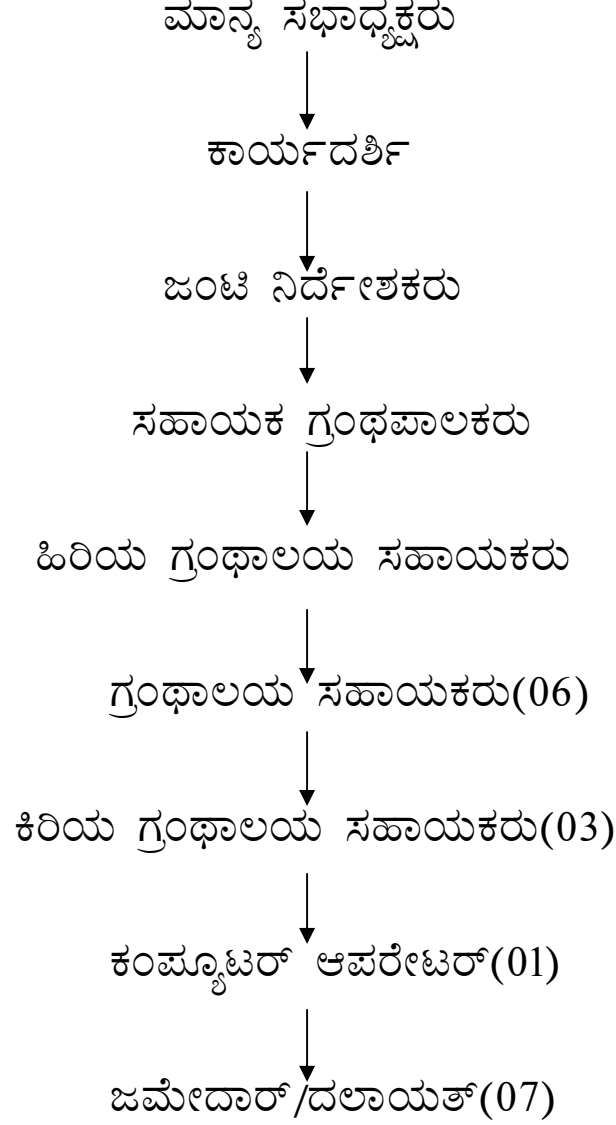 ಮಾನ್ಯ ಸಭಾಧ್ಯಕ್ಷರು
ಕಾರ್ಯದರ್ಶಿ
ಜಂಟಿ ನಿರ್ದೇಶಕರು
ಸಹಾಯಕ ಗ್ರಂಥಪಾಲಕರು
ಹಿರಿಯ ಗ್ರಂಥಾಲಯ ಸಹಾಯಕರು
ಗ್ರಂಥಾಲಯ ಸಹಾಯಕರು(06)
ಕಿರಿಯ ಗ್ರಂಥಾಲಯ ಸಹಾಯಕರು(03)
ಕಂಪ್ಯೂಟರ್ ಆಪರೇಟರ್(01)
ಜಮೇದಾರ್/ದಲಾಯತ್(07)